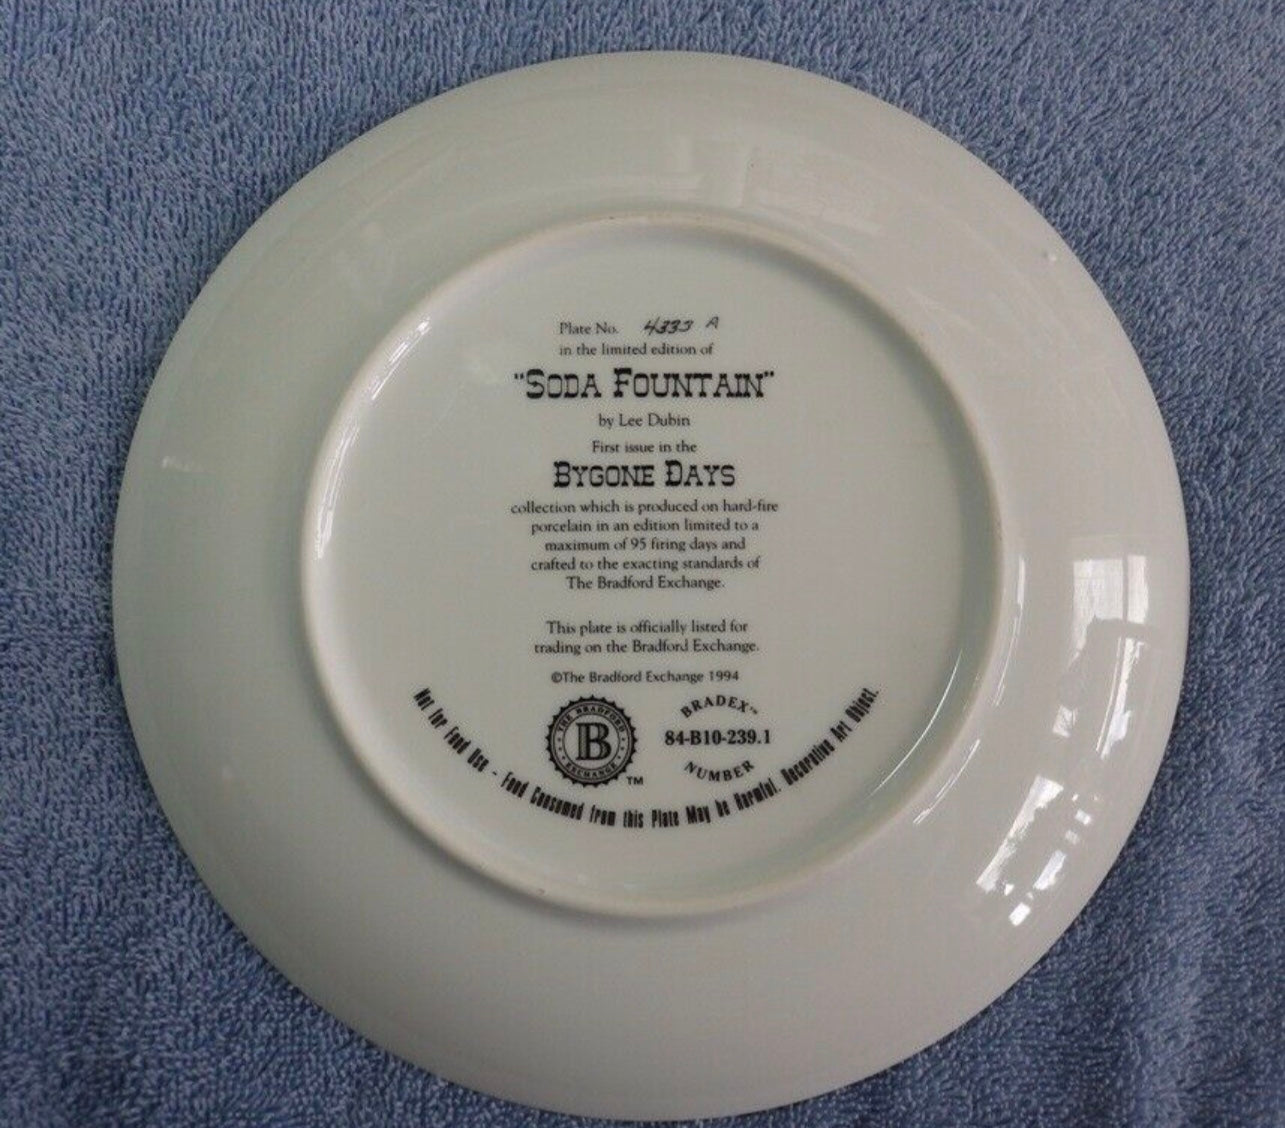 Plate No. 4333 A
in the limited edition of
"SODA FOUNTAIN"
by Lee Dubin
First issue in the
BYGONE DAYS
collection which is produced on hard-fire
porcelain in an edition limited to a
maximum of 95 firing days and
crafted to the exacting standards of
The Bradford Exchange.
This plate is officially listed for
trading on the Bradford Exchange.
©The Bradford Exchange 1994
THE BRADFORD
B
EXCHANGE
TM
BRADEX™
84-B10-239.1
NUMBER
Not for Food Use - Food Consumed from this Plate May be Harmful. Decorative Art Object.